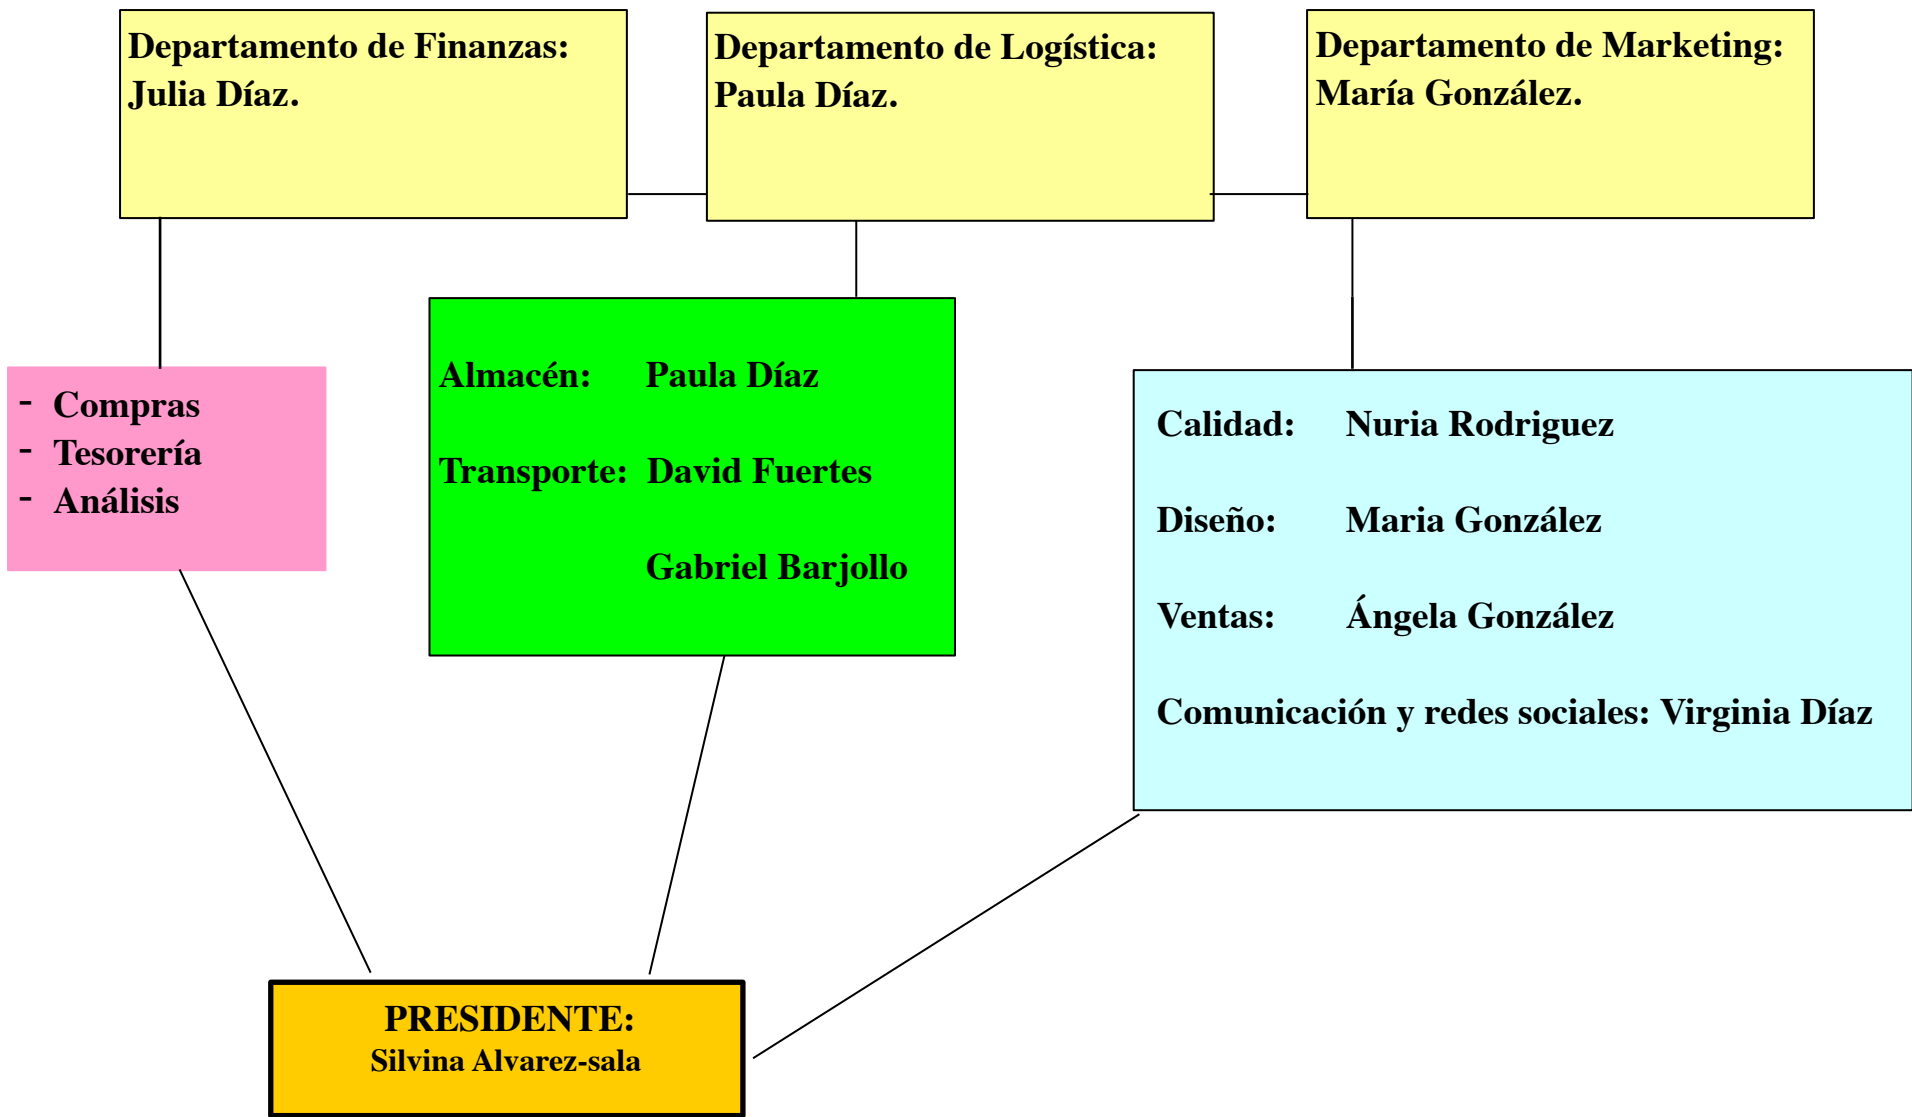 Departamento de Finanzas:
Julia Díaz.
Departamento de Logística:
Paula Díaz.
Departamento de Marketing:
María González.
- Compras
- Tesorería
- Análisis
Almacén: Paula Díaz
Transporte: David Fuertes
Gabriel Barjollo
Calidad: Nuria Rodriguez
Diseño: Maria González
Ventas: Ángela González
Comunicación y redes sociales: Virginia Díaz
PRESIDENTE:
Silvina Alvarez-sala